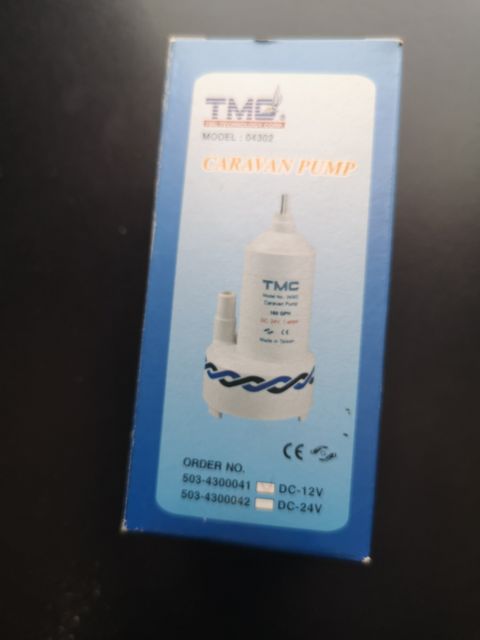 TMC®
MODEL : 04302
CARAVAN PUMP
TMC
Caravan Pump
Made in Taiwan
CE
CE
ORDER NO.
503-4300041 DC-12V
503-4300042 DC-24V